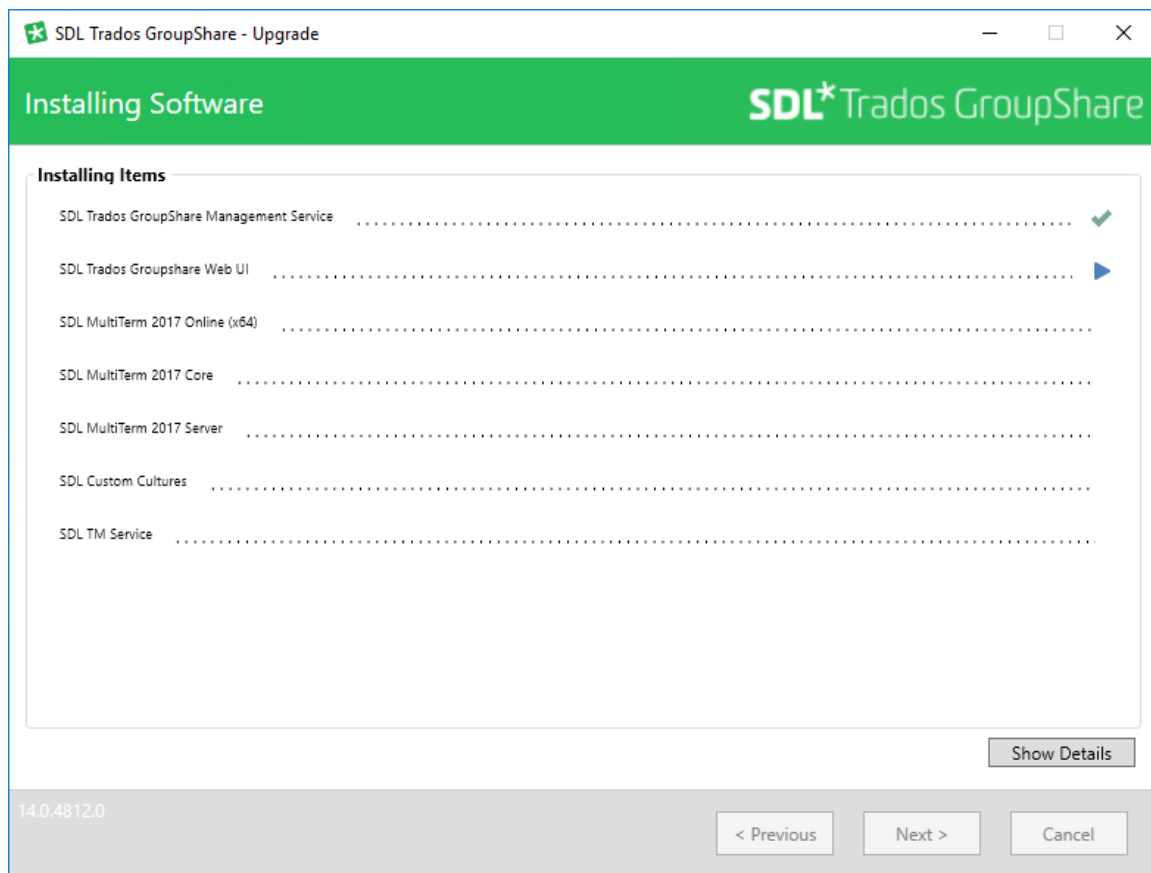 SDL Trados GroupShare - Upgrade
Installing Software
SDL* Trados GroupShare
Installing Items
SDL Trados GroupShare Management Service
SDL Trados Groupshare Web UI
SDL MultiTerm 2017 Online (x64)
SDL MultiTerm 2017 Core
SDL MultiTerm 2017 Server
SDL Custom Cultures
SDL TM Service
Show Details
14.0.4812.0
< Previous
Next >
Cancel